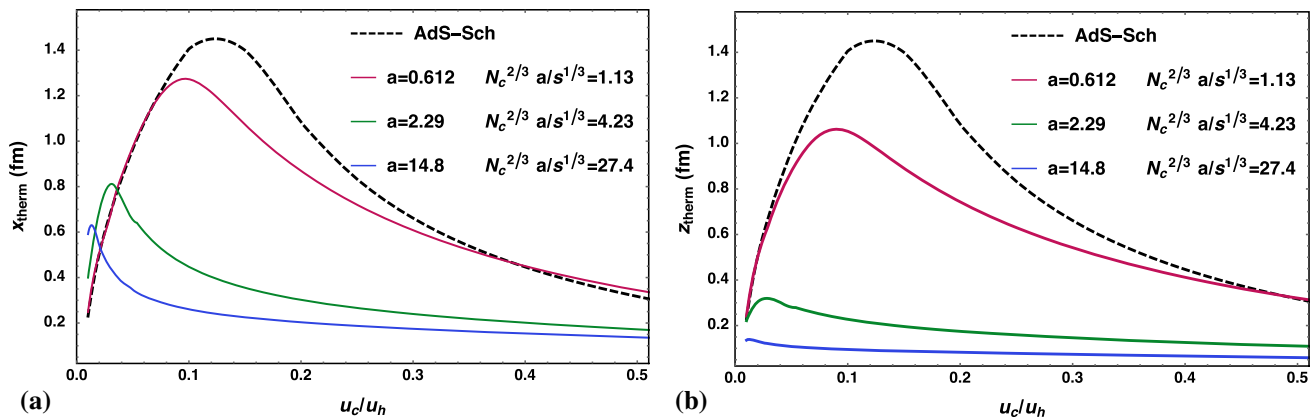 AdS–Sch
a=0.612 N_c^{2/3} a/s^{1/3}=1.13
a=2.29 N_c^{2/3} a/s^{1/3}=4.23
a=14.8 N_c^{2/3} a/s^{1/3}=27.4
x_therm (fm)
1.4
1.2
1.0
0.8
0.6
0.4
0.2
0.0 0.1 0.2 0.3 0.4 0.5
u_c/u_h
(a)
AdS–Sch
a=0.612 N_c^{2/3} a/s^{1/3}=1.13
a=2.29 N_c^{2/3} a/s^{1/3}=4.23
a=14.8 N_c^{2/3} a/s^{1/3}=27.4
z_therm (fm)
1.4
1.2
1.0
0.8
0.6
0.4
0.2
0.0 0.1 0.2 0.3 0.4 0.5
u_c/u_h
(b)